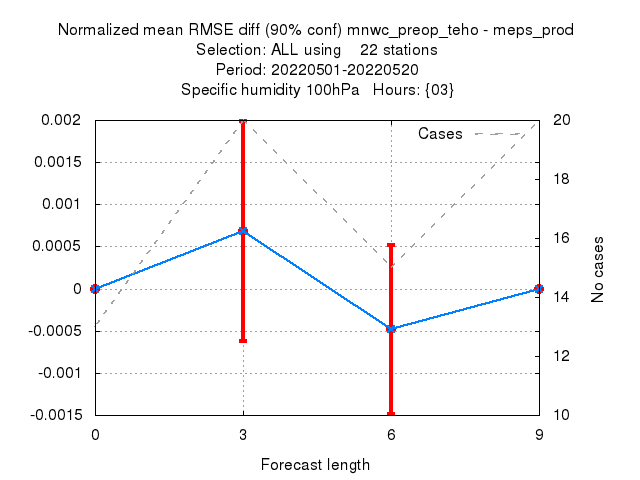 Normalized mean RMSE diff (90% conf) mnwc_preop_teho - meps_prod
Selection: ALL using    22 stations
Period: 20220501-20220520
Specific humidity 100hPa   Hours: {03}
0.002
0.0015
0.001
0.0005
0
-0.0005
-0.001
-0.0015
Cases
20
18
16
14
12
10
No cases
0 3 6 9
Forecast length